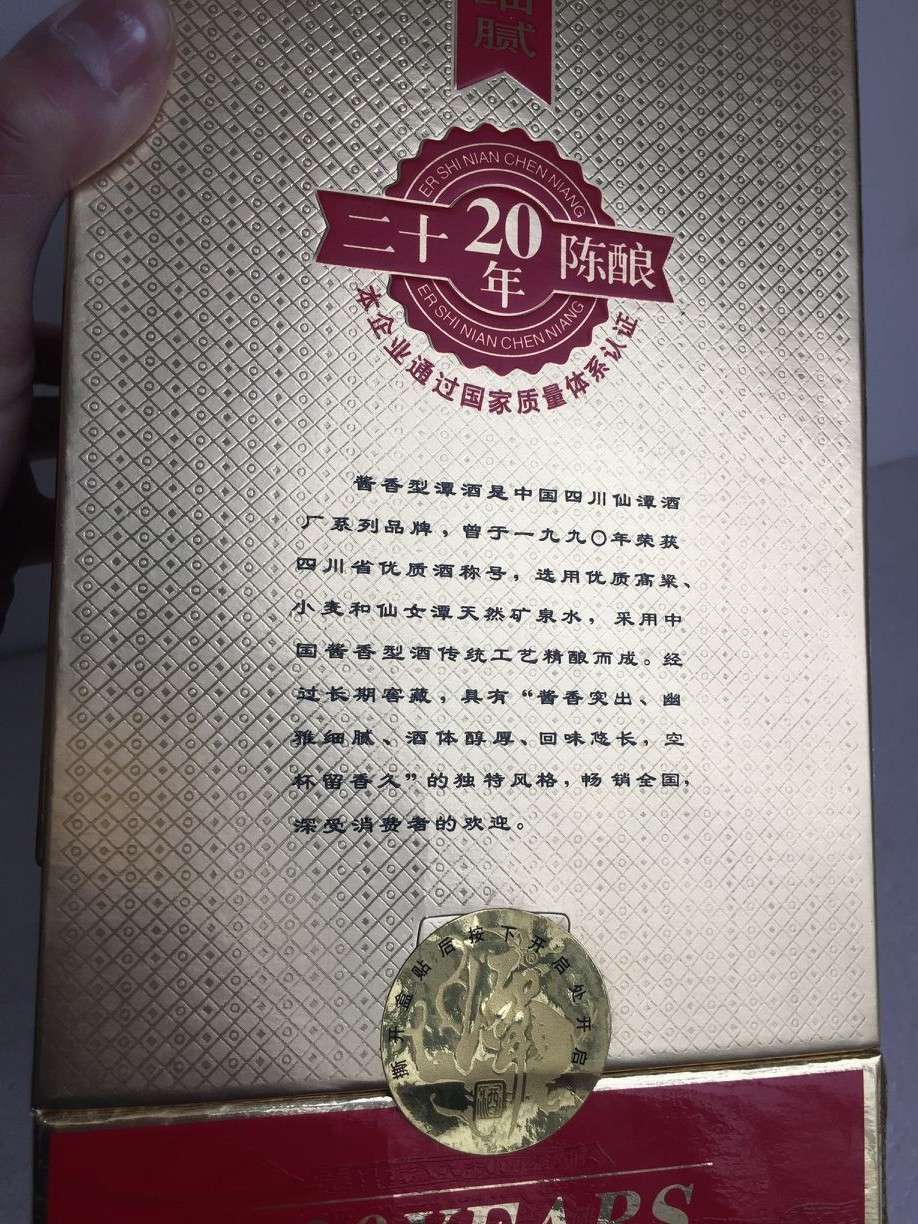 细
腻
ER SHI NIAN CHEN NIANG
二十 20年 陈酿
ER SHI NIAN CHEN NIANG
本企业通过国家质量体系认证
酱香型潭酒是中国四川仙潭酒
厂系列品牌，曾于一九九〇年荣获
四川省优质酒称号，选用优质高粱、
小麦和仙女潭天然矿泉水，采用中
国酱香型酒传统工艺精酿而成。经
过长期窖藏，具有“酱香突出、幽
雅细腻、酒体醇厚、回味悠长，空
杯留香久”的独特风格，畅销全国，
深受消费者的欢迎。
撕开盒贴后按下开启处开启
潭
酒
YEARS